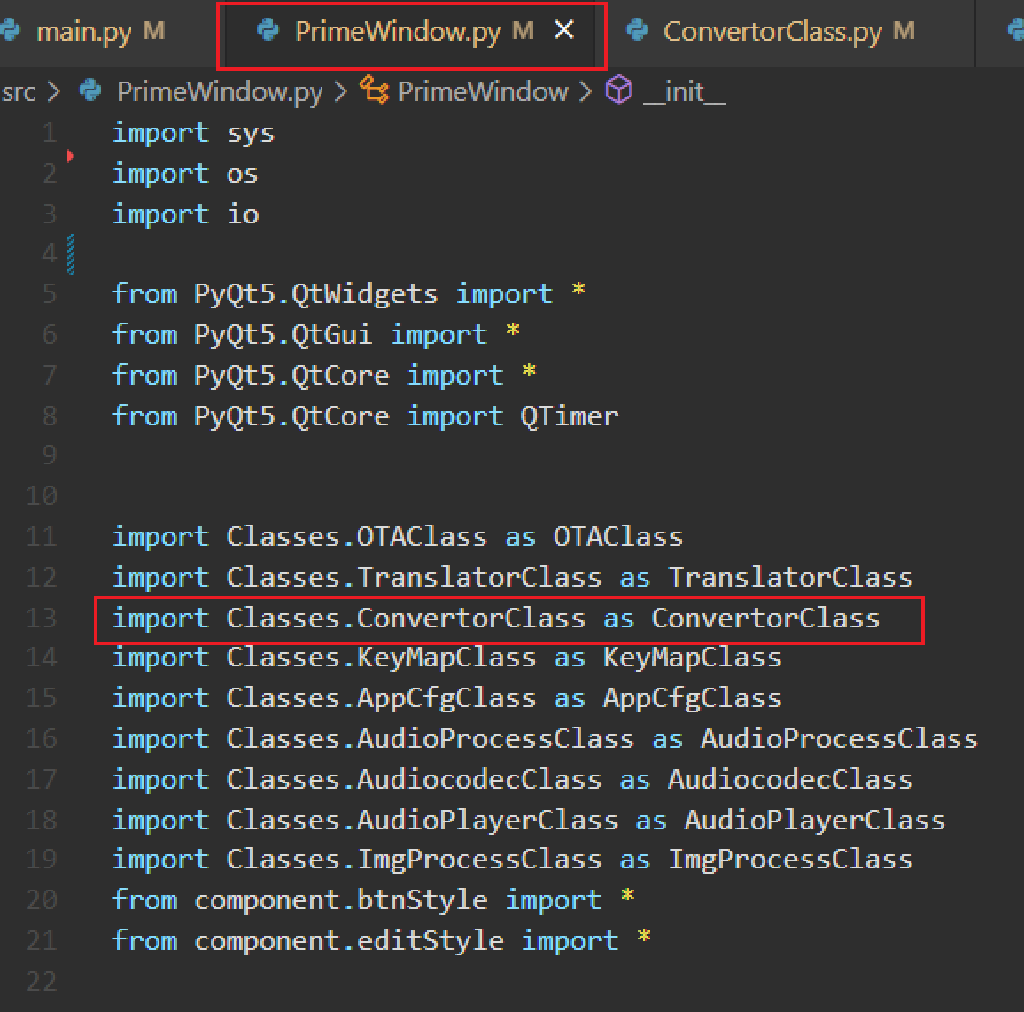 main.py M PrimeWindow.py M ConvertorClass.py M
src > PrimeWindow.py > PrimeWindow > __init__
1 import sys
2 import os
3 import io
4
5 from PyQt5.QtWidgets import *
6 from PyQt5.QtGui import *
7 from PyQt5.QtCore import *
8 from PyQt5.QtCore import QTimer
9
10
11 import Classes.OTAClass as OTAClass
12 import Classes.TranslatorClass as TranslatorClass
13 import Classes.ConvertorClass as ConvertorClass
14 import Classes.KeyMapClass as KeyMapClass
15 import Classes.AppCfgClass as AppCfgClass
16 import Classes.AudioProcessClass as AudioProcessClass
17 import Classes.AudiocodecClass as AudiocodecClass
18 import Classes.AudioPlayerClass as AudioPlayerClass
19 import Classes.ImgProcessClass as ImgProcessClass
20 from component.btnStyle import *
21 from component.editStyle import *
22